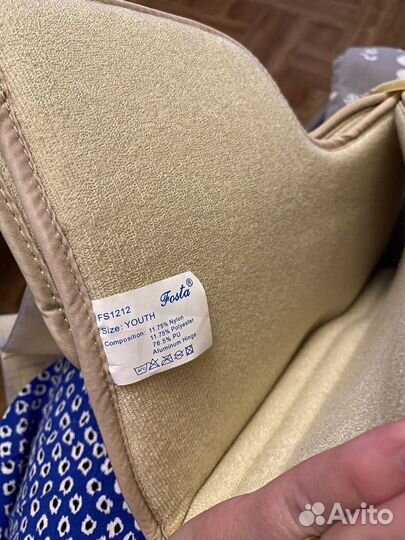 Fosta®
FS1212
Size: YOUTH
Composition: 11.75% Nylon
11.75% Polyester
76.5% PU
Aluminum Hinge
Avito